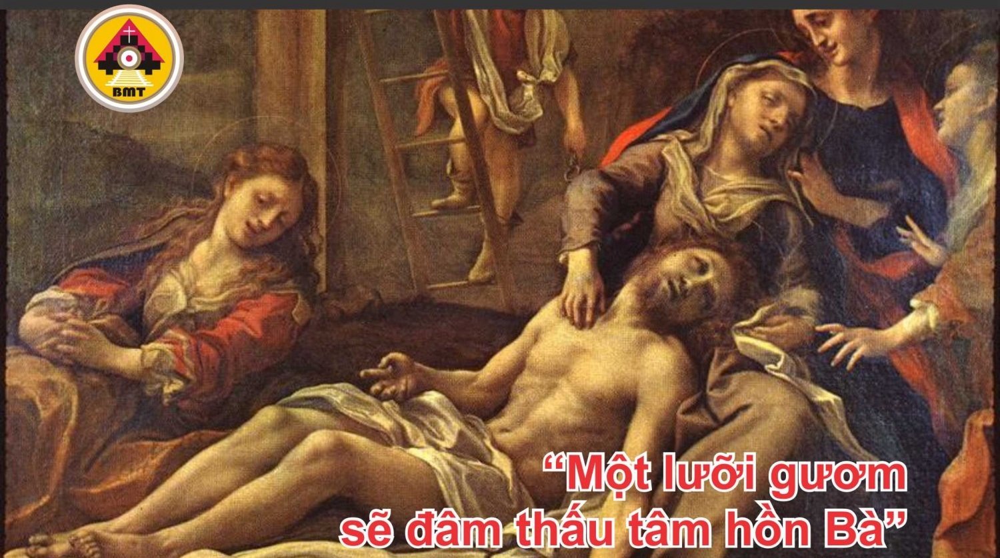 BMT
“Một lưỡi gươm
sẽ đâm thấu tâm hồn Bà”